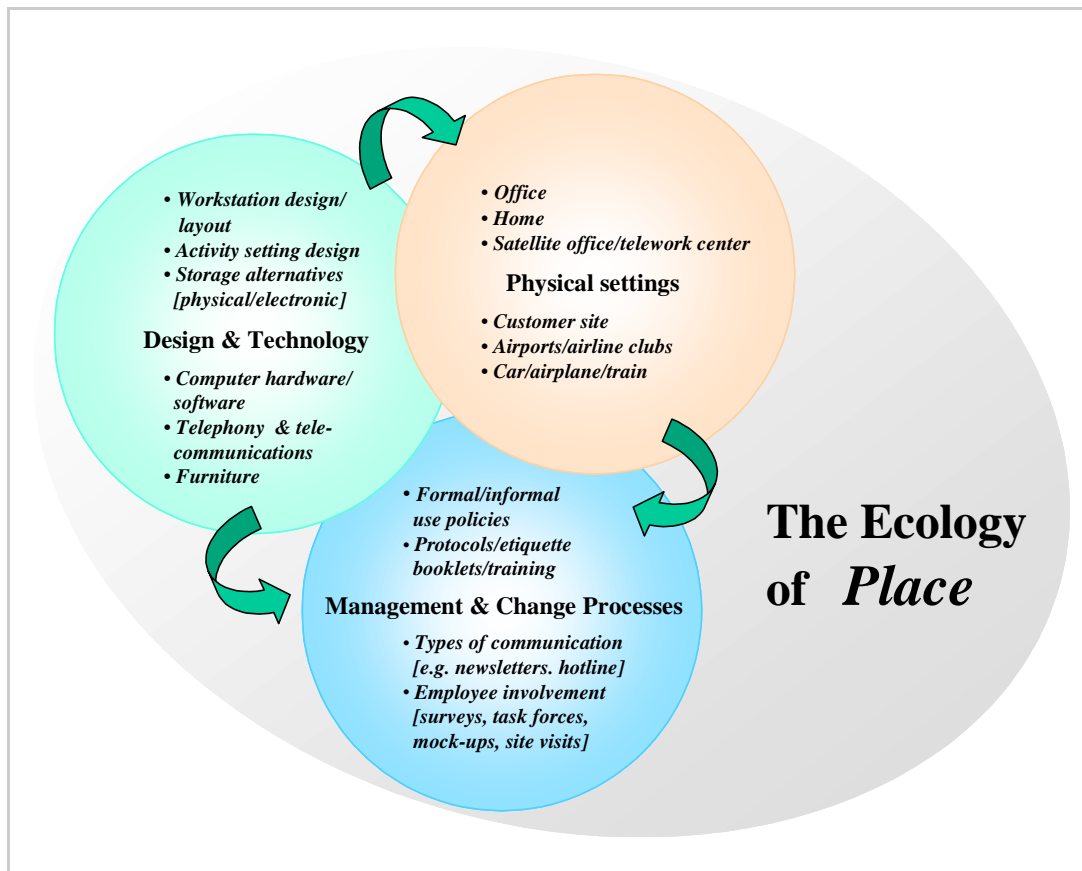 • Workstation design/
layout
• Activity setting design
• Storage alternatives
[physical/electronic]
Design & Technology
• Computer hardware/
software
• Telephony & tele-
communications
• Furniture
• Office
• Home
• Satellite office/telework center
Physical settings
• Customer site
• Airports/airline clubs
• Car/airplane/train
• Formal/informal
use policies
• Protocols/etiquette
booklets/training
Management & Change Processes
• Types of communication
[e.g. newsletters. hotline]
• Employee involvement
[surveys, task forces,
mock-ups, site visits]
The Ecology
of Place